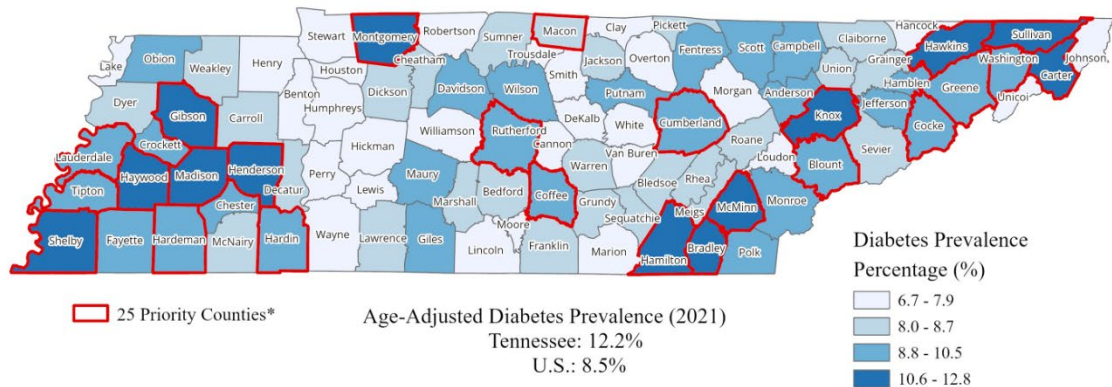 Stewart
Montgomery
Robertson
Sumner
Macon
Clay
Pickett
Claiborne
Hancock
Hawkins
Sullivan
Johnson
Lake
Obion
Weakley
Henry
Houston
Cheatham
Trousdale
Jackson
Overton
Fentress
Scott
Campbell
Union
Grainger
Hamblen
Washington
Carter
Dyer
Gibson
Carroll
Benton
Humphreys
Dickson
Davidson
Wilson
Smith
Putnam
Morgan
Anderson
Knox
Jefferson
Greene
Unicoi
Lauderdale
Crockett
Haywood
Madison
Henderson
Decatur
Perry
Hickman
Williamson
Rutherford
Cannon
DeKalb
White
Cumberland
Roane
Loudon
Blount
Sevier
Cocke
Tipton
Chester
Lewis
Maury
Marshall
Bedford
Coffee
Warren
Van Buren
Bledsoe
Rhea
Meigs
McMinn
Monroe
Shelby
Fayette
Hardeman
McNairy
Hardin
Wayne
Lawrence
Giles
Lincoln
Moore
Franklin
Grundy
Sequatchie
Marion
Hamilton
Bradley
Polk
25 Priority Counties*
Age-Adjusted Diabetes Prevalence (2021)
Tennessee: 12.2%
U.S.: 8.5%
Diabetes Prevalence
Percentage (%)
6.7 - 7.9
8.0 - 8.7
8.8 - 10.5
10.6 - 12.8